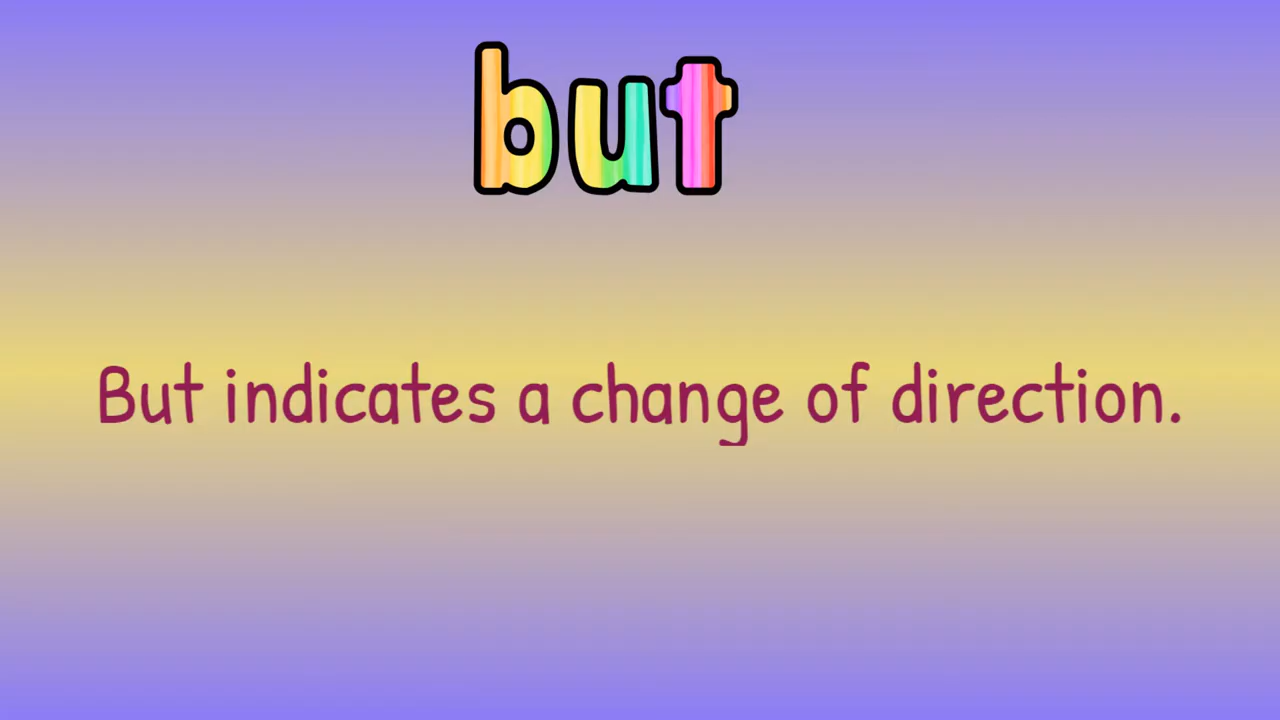 but
But indicates a change of direction.